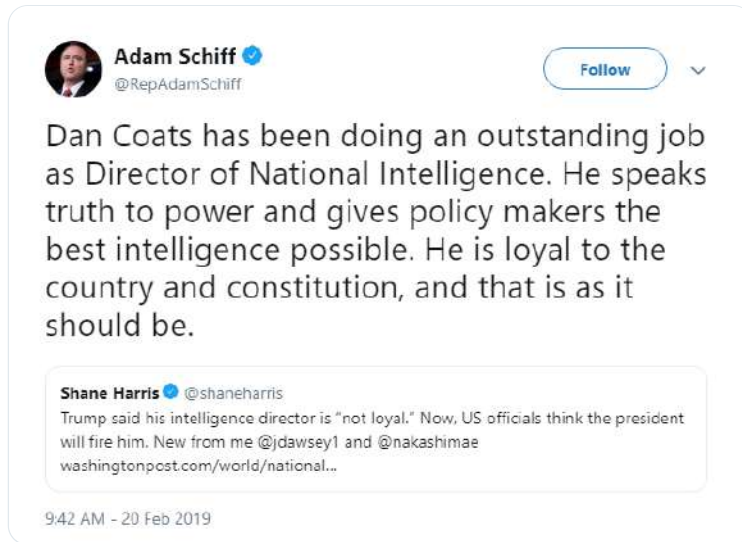 Adam Schiff
@RepAdamSchiff
Follow
Dan Coats has been doing an outstanding job
as Director of National Intelligence. He speaks
truth to power and gives policy makers the
best intelligence possible. He is loyal to the
country and constitution, and that is as it
should be.
Shane Harris @shaneharris
Trump said his intelligence director is "not loyal." Now, US officials think the president
will fire him. New from me @jdawsey1 and @nakashimae
washingtonpost.com/world/national...
9:42 AM - 20 Feb 2019